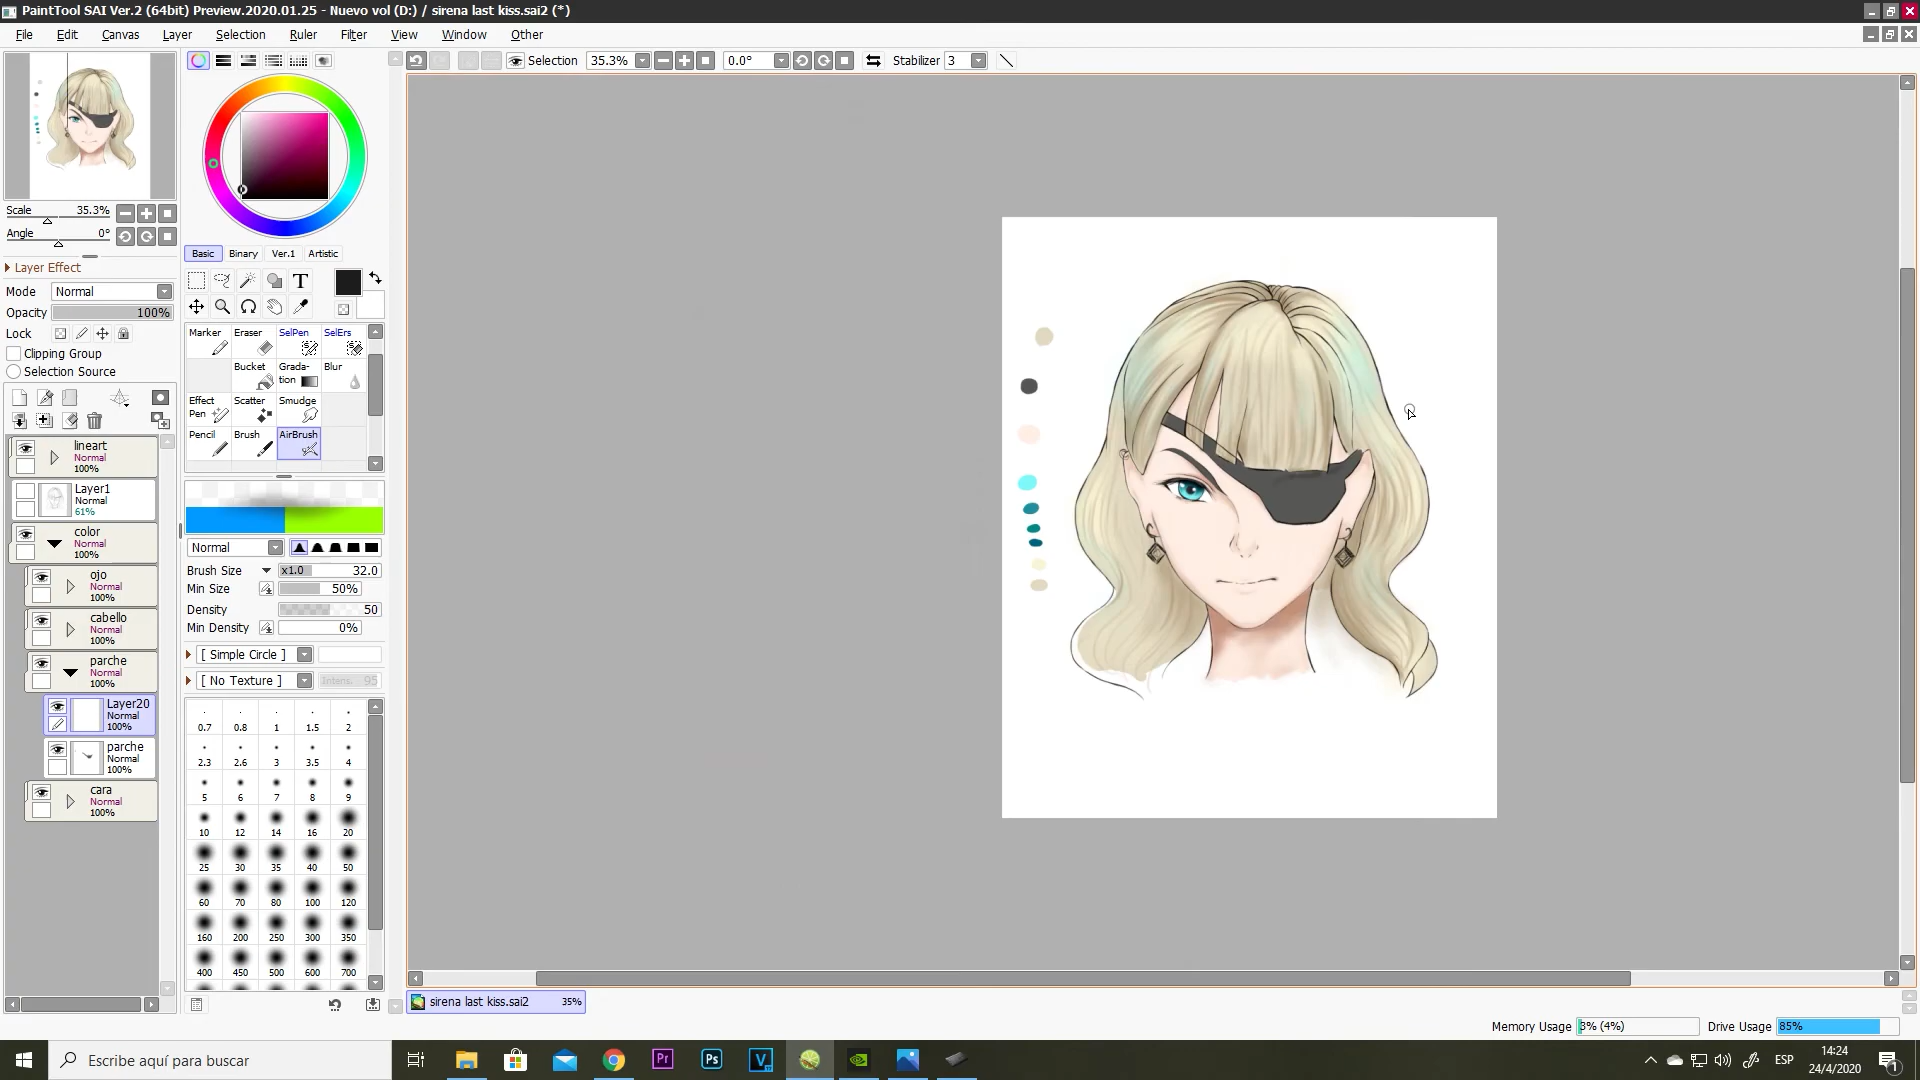 PaintTool SAI Ver.2 (64bit) Preview.2020.01.25 - Nuevo vol (D:) / sirena last kiss.sai2 (*)
File Edit Canvas Layer Selection Ruler Filter View Window Other
Selection 35.3% 0.0° Stabilizer 3
Scale 35.3%
Angle 0°
Layer Effect
Mode Normal
Opacity 100%
Lock
Clipping Group
Selection Source
lineart
Normal
100%
Layer1
Normal
61%
color
Normal
100%
ojo
Normal
100%
cabello
Normal
100%
parche
Normal
100%
Layer20
Normal
100%
parche
Normal
100%
cara
Normal
100%
Basic Binary Ver.1 Artistic
T
Marker Eraser SelPen SelErs
Bucket Grada-tion Blur
Effect Pen Scatter Smudge
Pencil Brush AirBrush
Normal
Brush Size x1.0 32.0
Min Size 50%
Density 50
Min Density 0%
[ Simple Circle ]
[ No Texture ] Intens. 95
0.7 0.8 1 1.5 2
2.3 2.6 3 3.5 4
5 6 7 8 9
10 12 14 16 20
25 30 35 40 50
60 70 80 100 120
160 200 250 300 350
400 450 500 600 700
sirena last kiss.sai2 35%
Memory Usage 3% (4%) Drive Usage 85%
Escribe aquí para buscar
Pr Ps V
ESP
14:24
24/4/2020
1